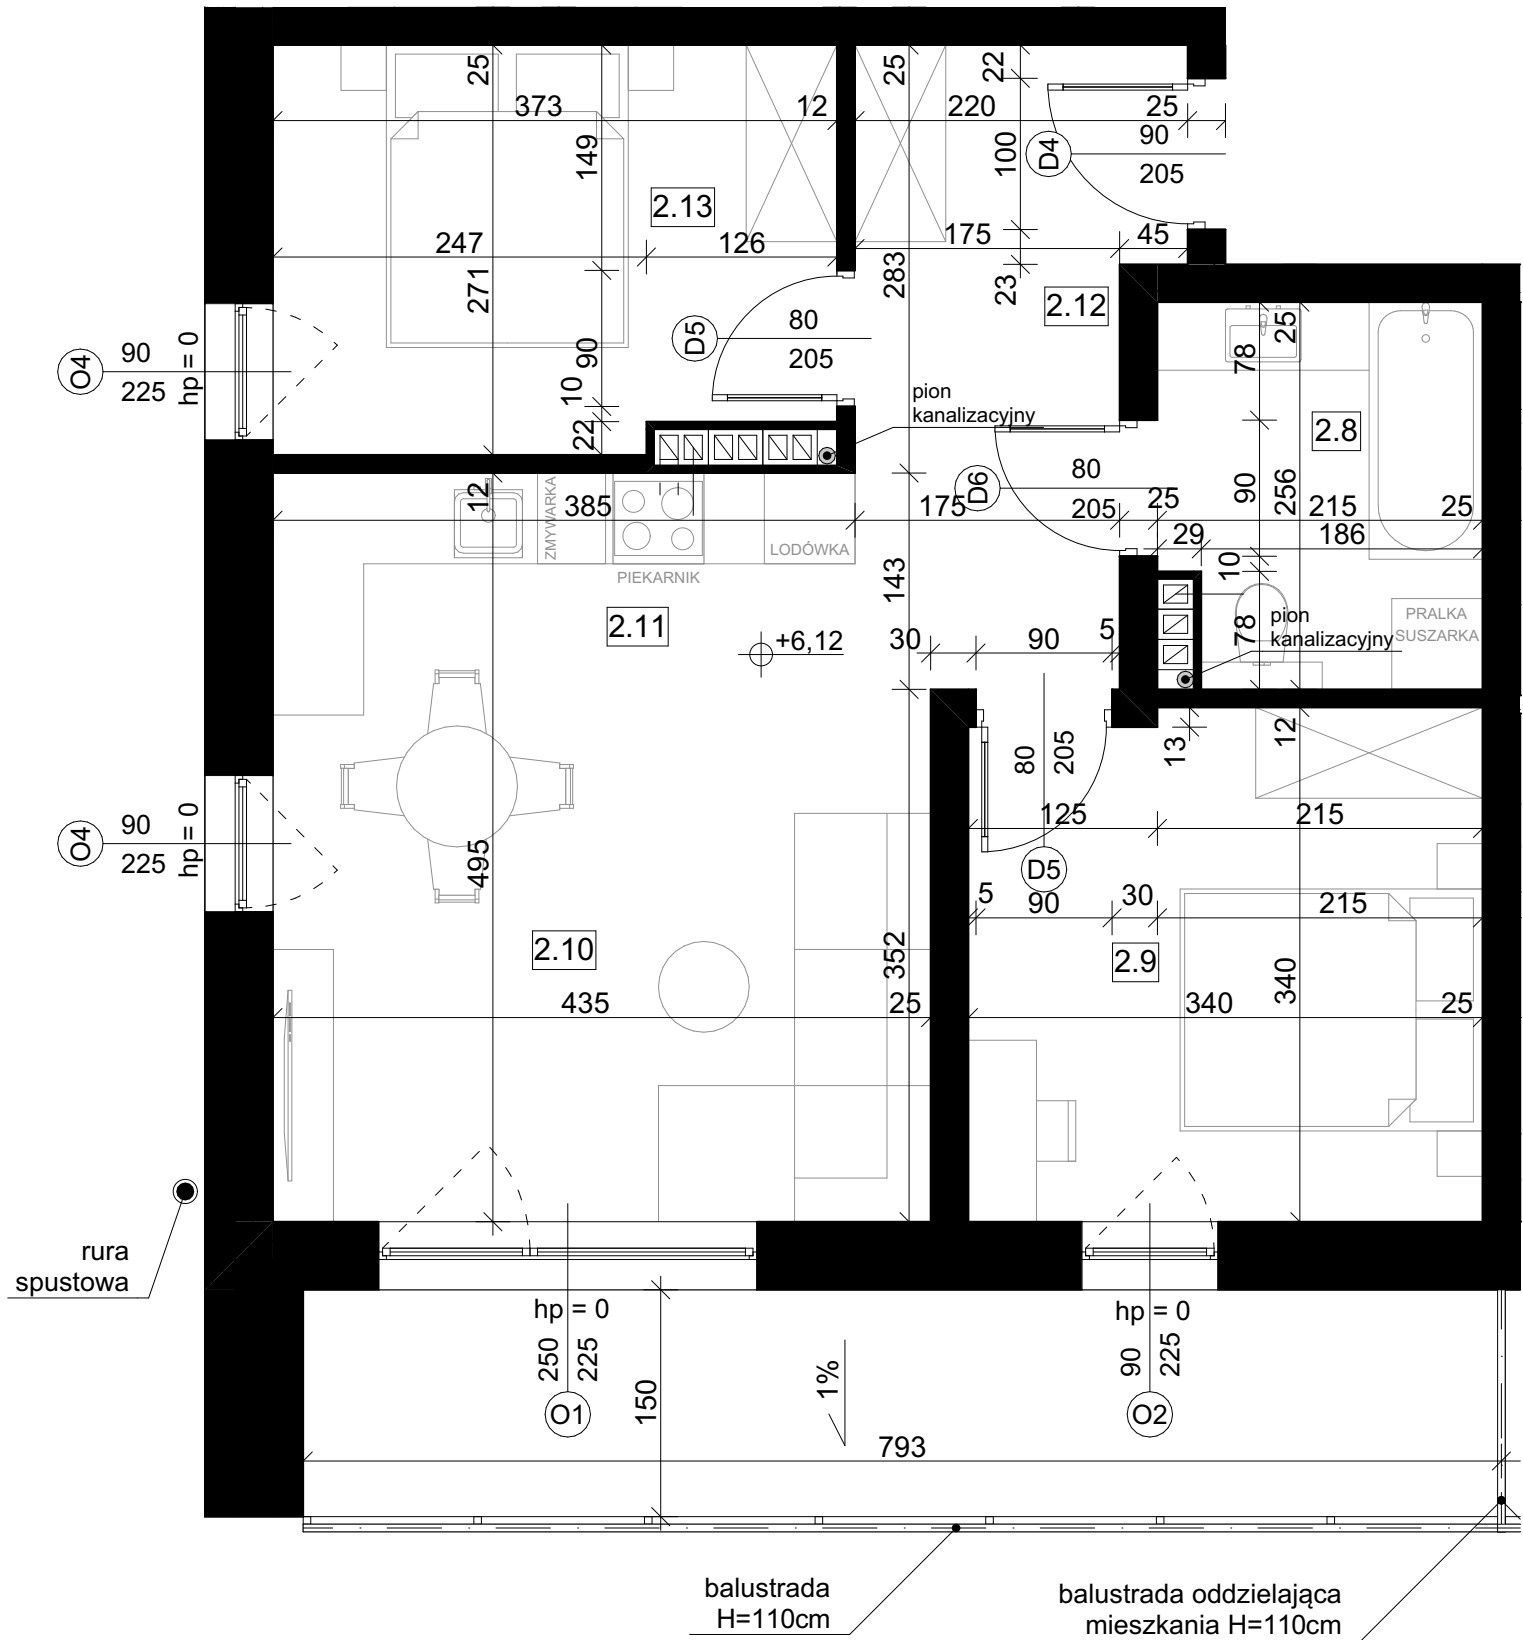 25
22
25
373
12
220
25
90
205
D4
149
100
2.13
247
126
175
45
271
283
23
2.12
25
78
80
205
D5
O4
90
225
hp = 0
90
10
22
pion
kanalizacyjny
2.8
12
ZMYWARKA
385
175
80
205
D6
25
90
256
215
25
29
186
LODÓWKA
PIEKARNIK
143
10
2.11
+6,12
30
90
5
78
pion
kanalizacyjny
PRALKA
SUSZARKA
80
205
13
12
O4
90
225
hp = 0
495
125
215
D5
5
90
30
215
2.10
352
2.9
435
25
340
340
25
rura
spustowa
hp = 0
250
225
O1
150
1%
hp = 0
90
225
O2
793
balustrada
H=110cm
balustrada oddzielająca
mieszkania H=110cm